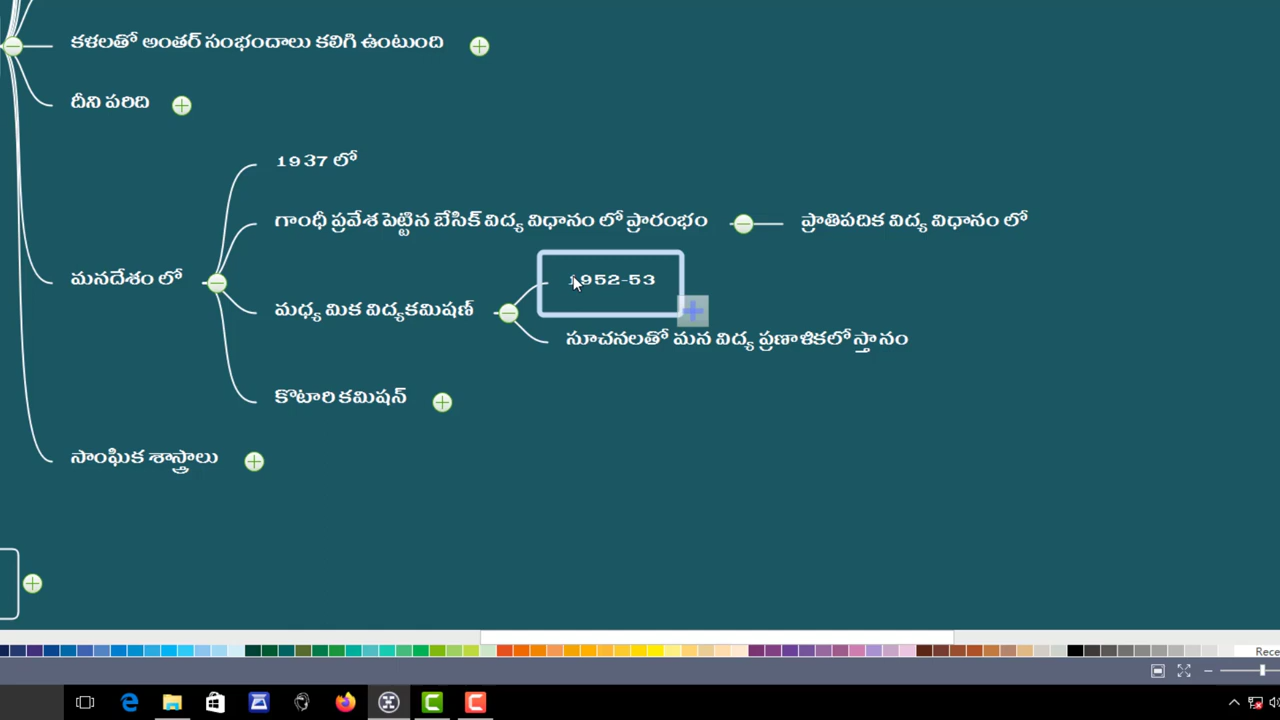 కళలతో అంతర్ సంభందాలు కలిగి ఉంటుంది
దీని పరిది
1937 లో
గాంధీ ప్రవేశ పెట్టిన బేసిక్ విద్య విధానం లో ప్రారంభం
ప్రాతిపదిక విద్య విధానం లో
మనదేశం లో
1952-53
మధ్య మిక విద్యకమిషణ్
సూచనలతో మన విద్య ప్రణాళికలో స్తానం
కొటారి కమిషన్
సాంఘిక శాస్త్రాలు
Rece